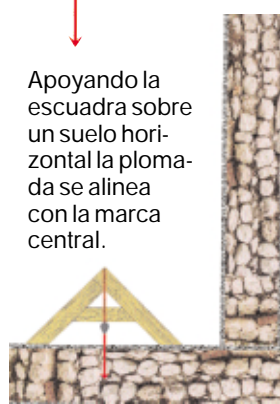 Apoyando la
escuadra sobre
un suelo hori-
zontal la ploma-
da se alinea
con la marca
central.